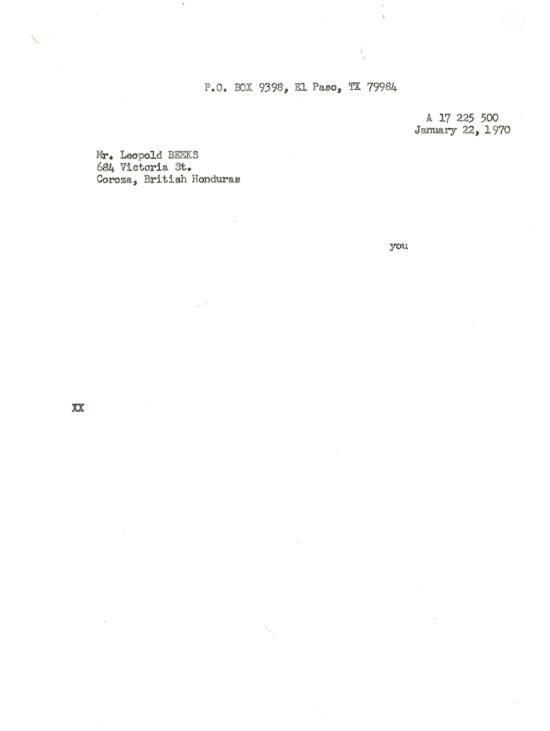 P.O. BOX 9398, El Paso, TX 79984
A 17 225 500
January 22, 1970
Mr. Leopold BEEKS
684 Victoria St.
Coroza, British Honduras
you
XX